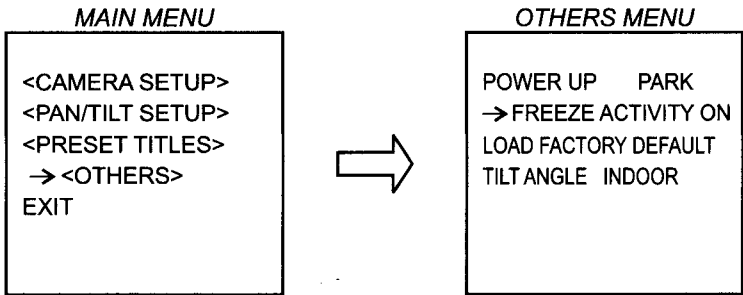 MAIN MENU
<CAMERA SETUP>
<PAN/TILT SETUP>
<PRESET TITLES>
→ <OTHERS>
EXIT
OTHERS MENU
POWER UP PARK
→ FREEZE ACTIVITY ON
LOAD FACTORY DEFAULT
TILT ANGLE INDOOR